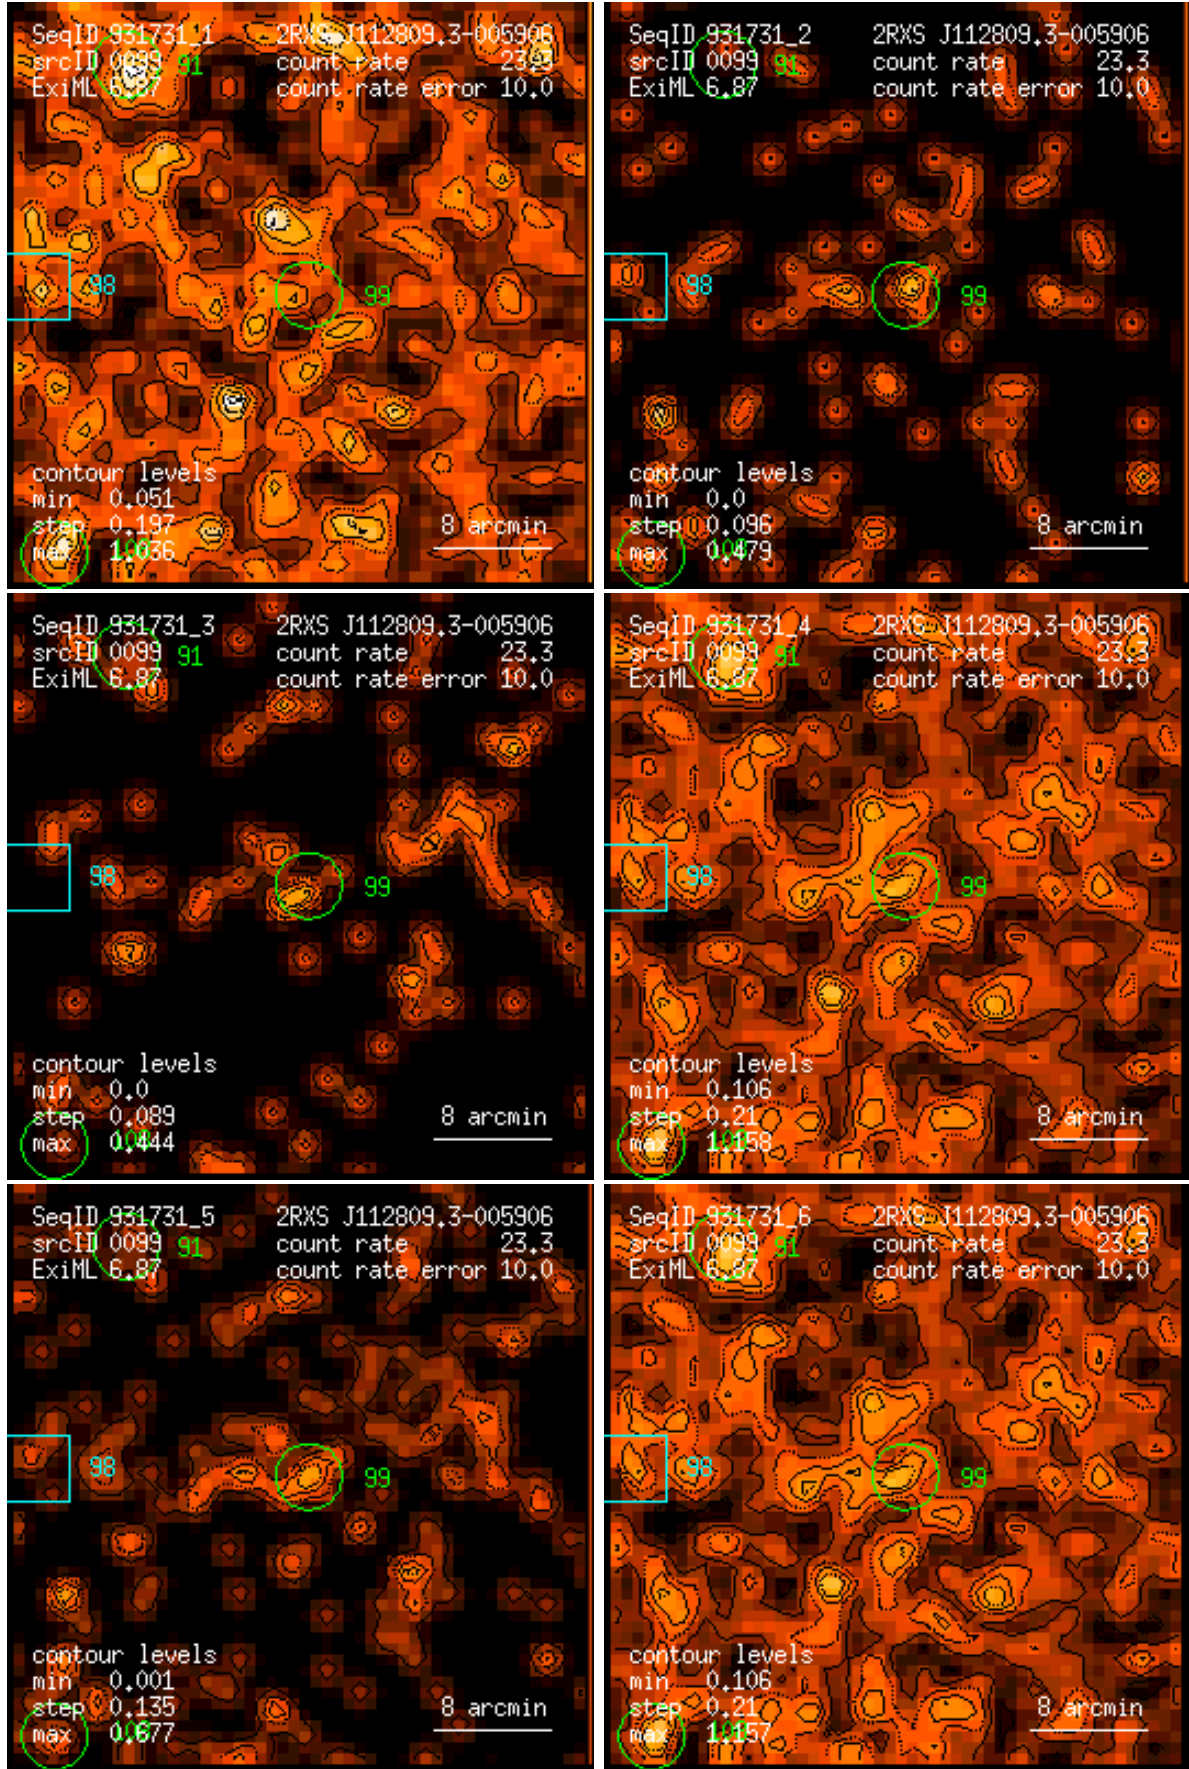 SeqID 931731_1 2RXS J112809.3-005906
srcID 0099 91 count rate 23.3
ExiML 6.87 count rate error 10.0
98
99
contour levels
min 0.051
step 0.197 8 arcmin
max 1.036
SeqID 931731_2 2RXS J112809.3-005906
srcID 0099 91 count rate 23.3
ExiML 6.87 count rate error 10.0
98
99
contour levels
min 0.0
step 0.096 8 arcmin
max 0.479
SeqID 931731_3 2RXS J112809.3-005906
srcID 0099 91 count rate 23.3
ExiML 6.87 count rate error 10.0
98
99
contour levels
min 0.0
step 0.089 8 arcmin
max 0.444
SeqID 931731_4 2RXS J112809.3-005906
srcID 0099 91 count rate 23.3
ExiML 6.87 count rate error 10.0
98
99
contour levels
min 0.106
step 0.21 8 arcmin
max 1.158
SeqID 931731_5 2RXS J112809.3-005906
srcID 0099 91 count rate 23.3
ExiML 6.87 count rate error 10.0
98
99
contour levels
min 0.001
step 0.135 8 arcmin
max 0.677
SeqID 931731_6 2RXS J112809.3-005906
srcID 0099 91 count rate 23.3
ExiML 6.87 count rate error 10.0
98
99
contour levels
min 0.106
step 0.21 8 arcmin
max 1.157